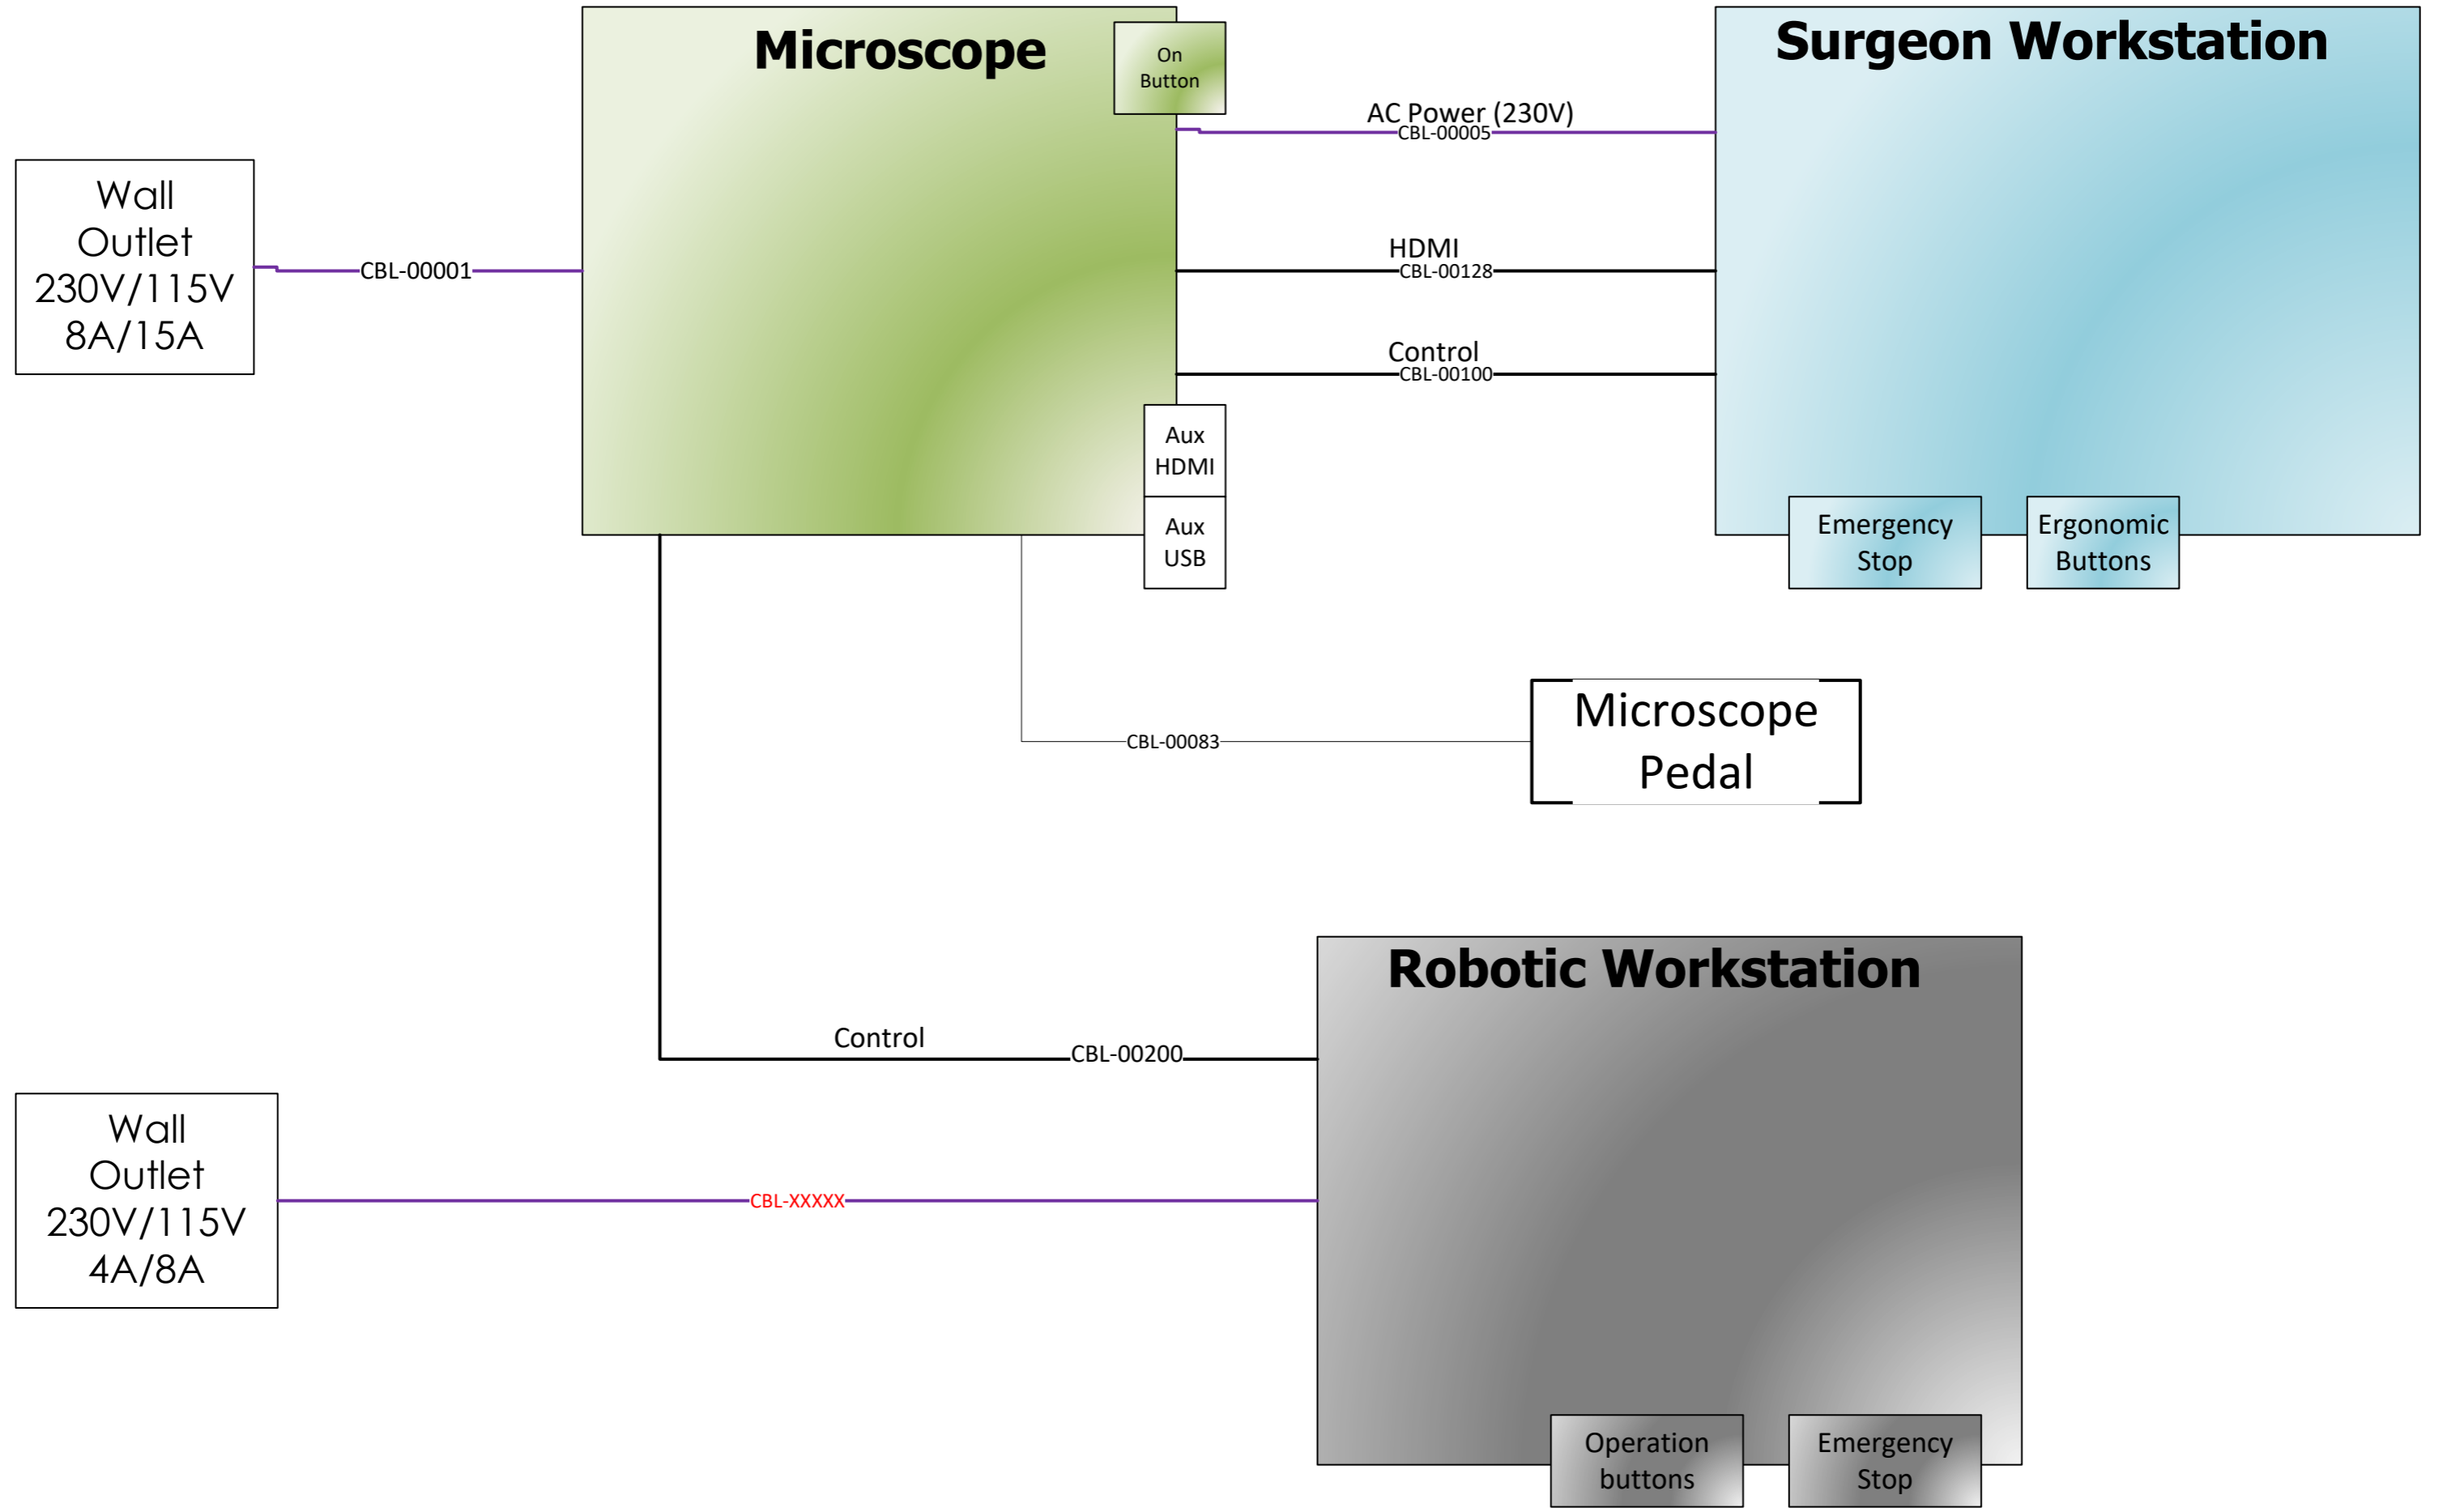 Microscope
On
Button
Surgeon Workstation
AC Power (230V)
CBL-00005
Wall
Outlet
230V/115V
8A/15A
CBL-00001
HDMI
CBL-00128
Control
CBL-00100
Aux
HDMI
Aux
USB
Emergency
Stop
Ergonomic
Buttons
Microscope
Pedal
CBL-00083
Robotic Workstation
Control
CBL-00200
Wall
Outlet
230V/115V
4A/8A
CBL-XXXXX
Operation
buttons
Emergency
Stop